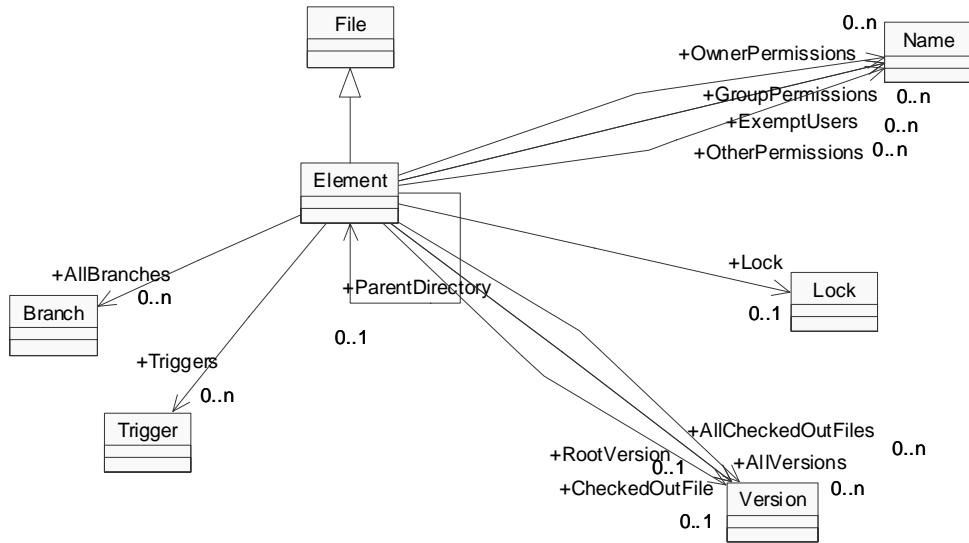 File
0..n
Name
+OwnerPermissions
+GroupPermissions
0..n
+ExemptUsers
0..n
+OtherPermissions
0..n
Element
+AllBranches
0..n
Branch
+ParentDirectory
0..1
+Lock
0..1
Lock
+Triggers
0..n
Trigger
+AllCheckedOutFiles
0..n
+RootVersion
0..1
+AllVersions
0..n
+CheckedOutFile
0..1
Version